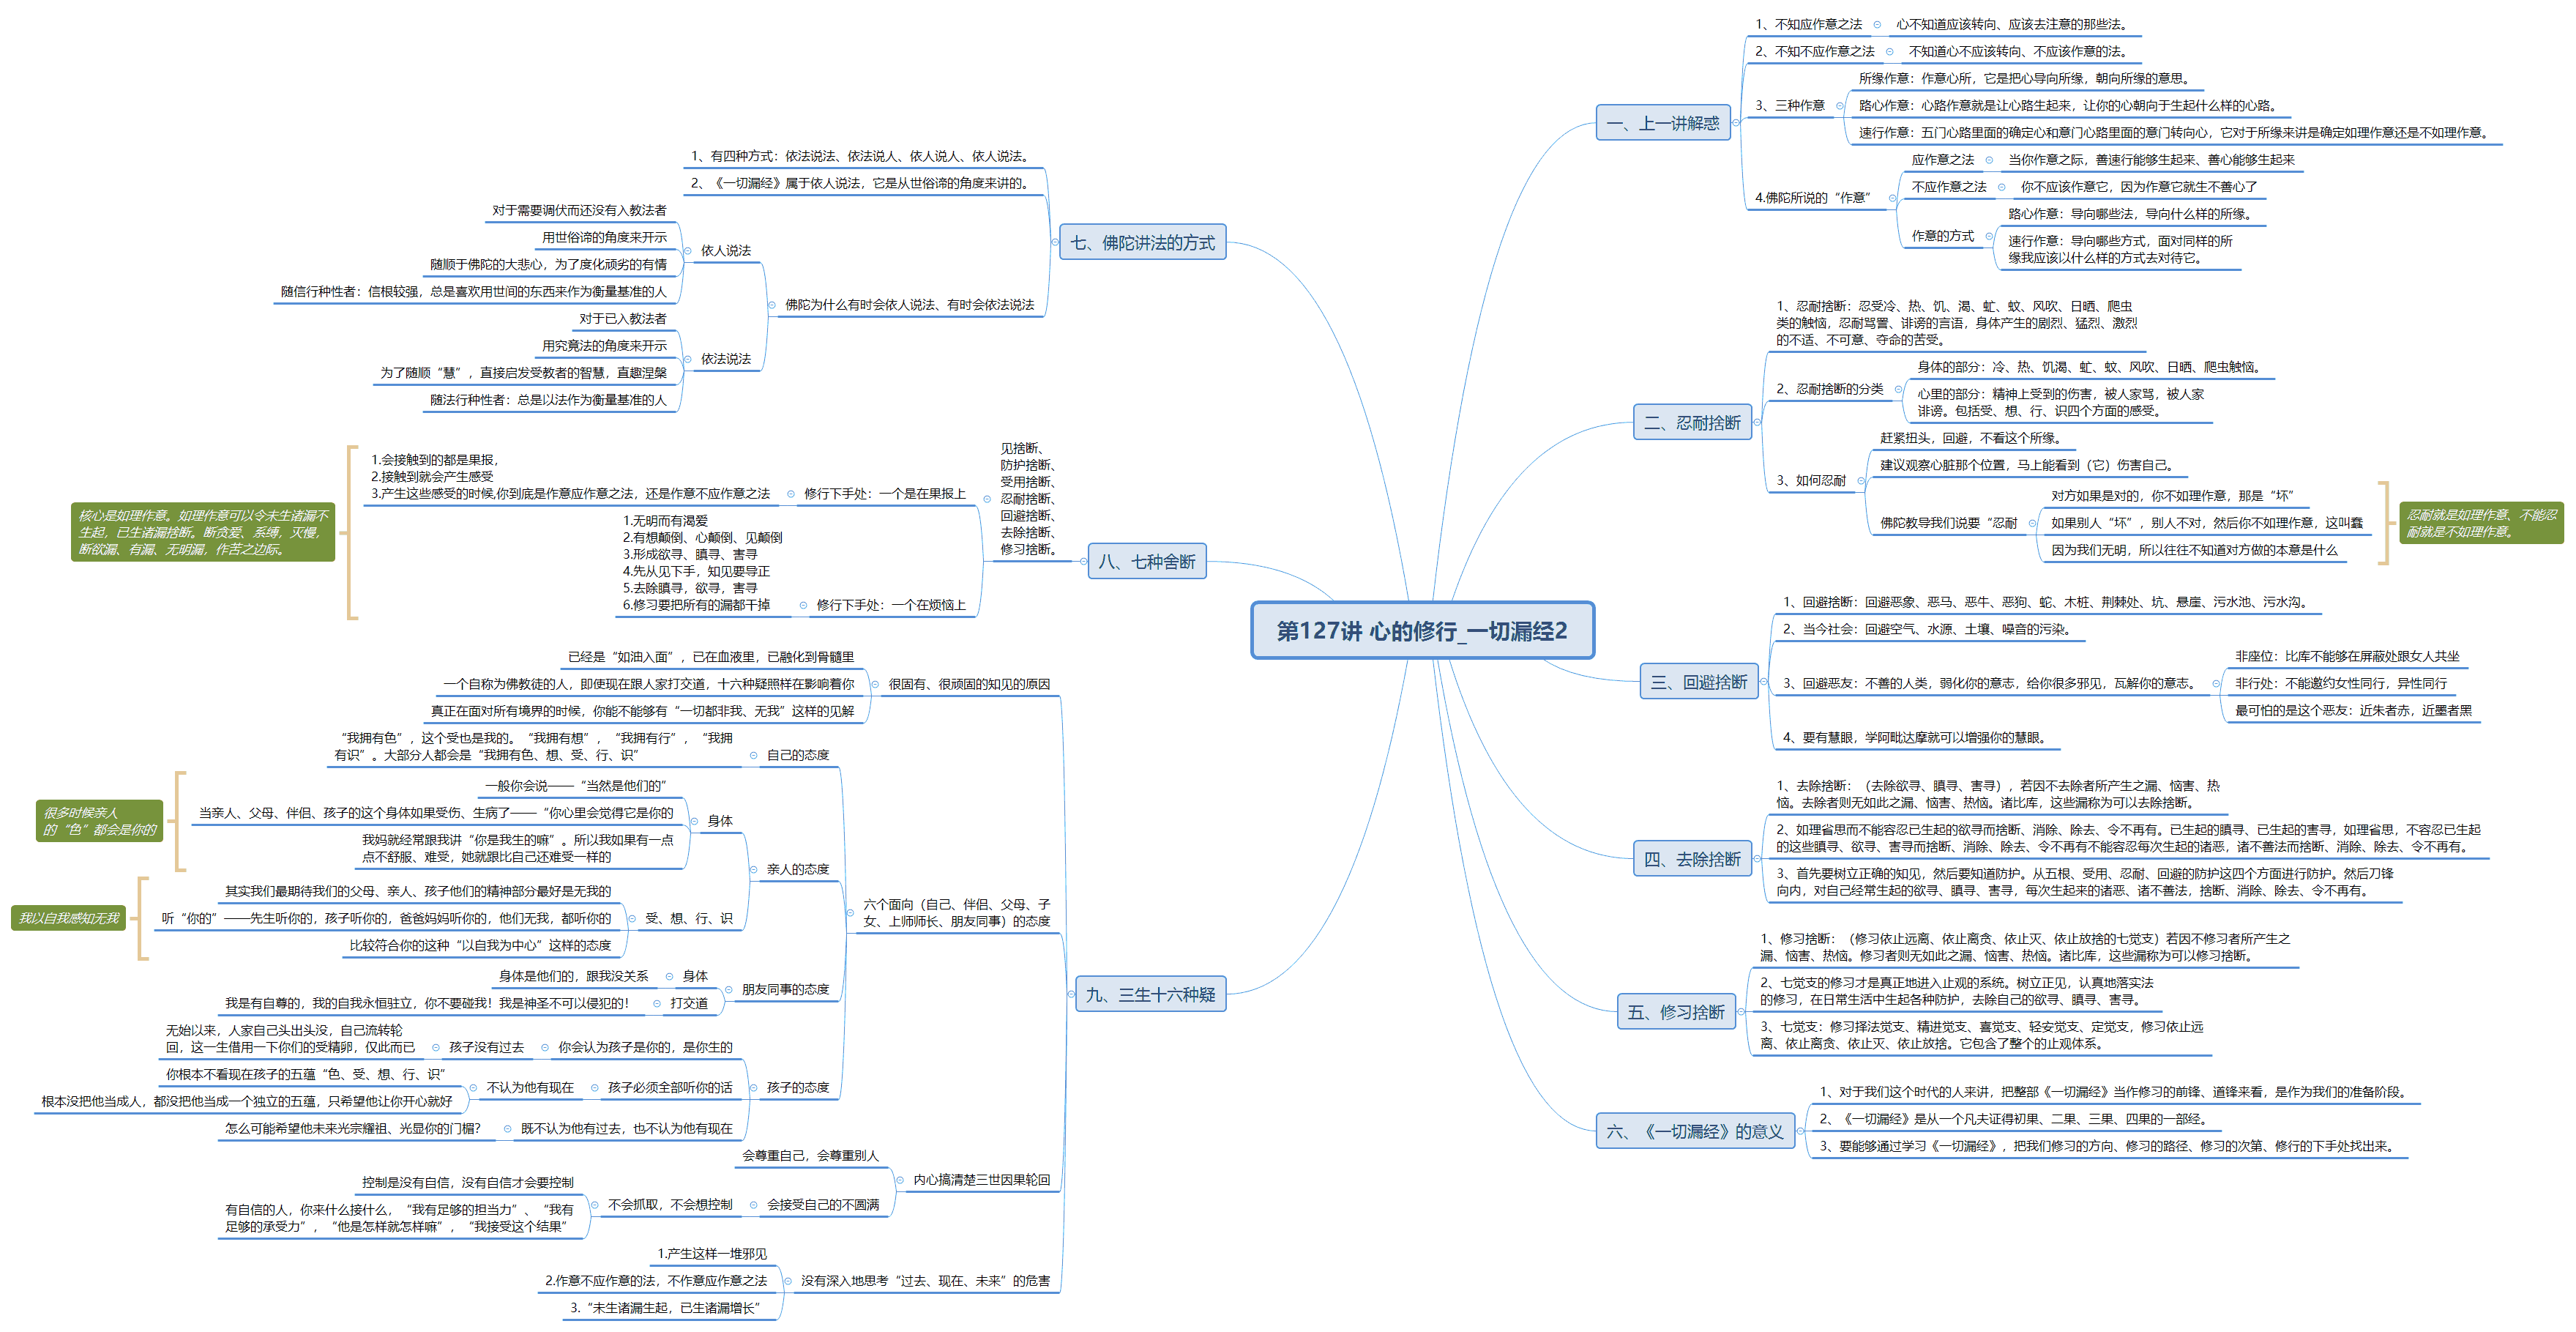 第127讲 心的修行_一切漏经2
一、上一讲解惑
1、不知应作意之法
心不知道应该转向、应该去注意的那些法。
2、不知不应作意之法
不知道心不应该转向、不应该作意的法。
3、三种作意
所缘作意：作意心所，它是把心导向所缘，朝向所缘的意思。
路心作意：心路作意就是让心路生起来，让你的心朝向于生起什么样的心路。
速行作意：五门心路里面的确定心和意门心路里面的意门转向心，它对于所缘来讲是确定如理作意还是不如理作意。
4.佛陀所说的“作意”
应作意之法
当你作意之际，善速行能够生起来、善心能够生起来
不应作意之法
你不应该作意它，因为作意它就生不善心了
作意的方式
路心作意：导向哪些法，导向什么样的所缘。
速行作意：导向哪些方式，面对同样的所
缘我应该以什么样的方式去对待它。
二、忍耐捨断
1、忍耐捨断：忍受冷、热、饥、渴、虻、蚊、风吹、日晒、爬虫
类的触恼，忍耐骂詈、诽谤的言语，身体产生的剧烈、猛烈、激烈
的不适、不可意、夺命的苦受。
2、忍耐捨断的分类
身体的部分：冷、热、饥渴、虻、蚊、风吹、日晒、爬虫触恼。
心里的部分：精神上受到的伤害，被人家骂，被人家
诽谤。包括受、想、行、识四个方面的感受。
3、如何忍耐
赶紧扭头，回避，不看这个所缘。
建议观察心脏那个位置，马上能看到（它）伤害自己。
佛陀教导我们说要“忍耐
对方如果是对的，你不如理作意，那是“坏”
如果别人“坏”，别人不对，然后你不如理作意，这叫蠢
因为我们无明，所以往往不知道对方做的本意是什么
忍耐就是如理作意、不能忍
耐就是不如理作意。
三、回避捨断
1、回避捨断：回避恶象、恶马、恶牛、恶狗、蛇、木桩、荆棘处、坑、悬崖、污水池、污水沟。
2、当今社会：回避空气、水源、土壤、噪音的污染。
3、回避恶友：不善的人类，弱化你的意志，给你很多邪见，瓦解你的意志。
非座位：比库不能够在屏蔽处跟女人共坐
非行处：不能邀约女性同行，异性同行
最可怕的是这个恶友：近朱者赤，近墨者黑
4、要有慧眼，学阿毗达摩就可以增强你的慧眼。
四、去除捨断
1、去除捨断：（去除欲寻、瞋寻、害寻），若因不去除者所产生之漏、恼害、热
恼。去除者则无如此之漏、恼害、热恼。诸比库，这些漏称为可以去除捨断。
2、如理省思而不能容忍已生起的欲寻而捨断、消除、除去、令不再有。已生起的瞋寻、已生起的害寻，如理省思，不容忍已生起
的这些瞋寻、欲寻、害寻而捨断、消除、除去、令不再有不能容忍每次生起的诸恶，诸不善法而捨断、消除、除去、令不再有。
3、首先要树立正确的知见，然后要知道防护。从五根、受用、忍耐、回避的防护这四个方面进行防护。然后刀锋
向内，对自己经常生起的欲寻、瞋寻、害寻，每次生起来的诸恶、诸不善法，捨断、消除、除去、令不再有。
五、修习捨断
1、修习捨断：（修习依止远离、依止离贪、依止灭、依止放捨的七觉支）若因不修习者所产生之
漏、恼害、热恼。修习者则无如此之漏、恼害、热恼。诸比库，这些漏称为可以修习捨断。
2、七觉支的修习才是真正地进入止观的系统。树立正见，认真地落实法
的修习，在日常生活中生起各种防护，去除自己的欲寻、瞋寻、害寻。
3、七觉支：修习择法觉支、精进觉支、喜觉支、轻安觉支、定觉支，修习依止远
离、依止离贪、依止灭、依止放捨。它包含了整个的止观体系。
六、《一切漏经》的意义
1、对于我们这个时代的人来讲，把整部《一切漏经》当作修习的前锋、道锋来看，是作为我们的准备阶段。
2、《一切漏经》是从一个凡夫证得初果、二果、三果、四果的一部经。
3、要能够通过学习《一切漏经》，把我们修习的方向、修习的路径、修习的次第、修行的下手处找出来。
七、佛陀讲法的方式
1、有四种方式：依法说法、依法说人、依人说人、依人说法。
2、《一切漏经》属于依人说法，它是从世俗谛的角度来讲的。
佛陀为什么有时会依人说法、有时会依法说法
依人说法
对于需要调伏而还没有入教法者
用世俗谛的角度来开示
随顺于佛陀的大悲心，为了度化顽劣的有情
随信行种性者：信根较强，总是喜欢用世间的东西来作为衡量基准的人
依法说法
对于已入教法者
用究竟法的角度来开示
为了随顺“慧”，直接启发受教者的智慧，直趣涅槃
随法行种性者：总是以法作为衡量基准的人
八、七种舍断
见捨断、
防护捨断、
受用捨断、
忍耐捨断、
回避捨断、
去除捨断、
修习捨断。
修行下手处：一个是在果报上
1.会接触到的都是果报，
2.接触到就会产生感受
3.产生这些感受的时候,你到底是作意应作意之法，还是作意不应作意之法
修行下手处：一个在烦恼上
1.无明而有渴爱
2.有想颠倒、心颠倒、见颠倒
3.形成欲寻、瞋寻、害寻
4.先从见下手，知见要导正
5.去除瞋寻，欲寻，害寻
6.修习要把所有的漏都干掉
核心是如理作意。如理作意可以令未生诸漏不
生起，已生诸漏捨断。断贪爱、系缚，灭慢，
断欲漏、有漏、无明漏，作苦之边际。
九、三生十六种疑
很固有、很顽固的知见的原因
已经是“如油入面”，已在血液里，已融化到骨髓里
一个自称为佛教徒的人，即使现在跟人家打交道，十六种疑照样在影响着你
真正在面对所有境界的时候，你能不能够有“一切都非我、无我”这样的见解
六个面向（自己、伴侣、父母、子
女、上师师长、朋友同事）的态度
自己的态度
“我拥有色”，这个受也是我的。“我拥有想”，“我拥有行”，“我拥
有识”。大部分人都会是“我拥有色、想、受、行、识”
亲人的态度
身体
一般你会说——“当然是他们的”
当亲人、父母、伴侣、孩子的这个身体如果受伤、生病了——“你心里会觉得它是你的
我妈就经常跟我讲“你是我生的嘛”。所以我如果有一点
点不舒服、难受，她就跟比自己还难受一样的
很多时候亲人
的“色”都会是你的
受、想、行、识
其实我们最期待我们的父母、亲人、孩子他们的精神部分最好是无我的
听“你的”——先生听你的，孩子听你的，爸爸妈妈听你的，他们无我，都听你的
比较符合你的这种“以自我为中心”这样的态度
我以自我感知无我
朋友同事的态度
身体
身体是他们的，跟我没关系
打交道
我是有自尊的，我的自我永恒驻立，你不要碰我！我是神圣不可以侵犯的！
孩子的态度
你会认为孩子是你的，是你生的
孩子没有过去
无始以来，人家自己头出头没，自己流转轮
回，这一生借用一下你们的受精卵，仅此而已
孩子必须全部听你的话
不认为他有现在
你根本不看现在孩子的五蕴“色、受、想、行、识”
根本没把他当成人，都没把他当成一个独立的五蕴，只希望他让你开心就好
既不认为他有过去，也不认为他有现在
怎么可能希望他未来光宗耀祖、光显你的门楣？
内心搞清楚三世因果轮回
会尊重自己，会尊重别人
会接受自己的不圆满
不会抓取，不会想控制
控制是没有自信，没有自信才会要控制
有自信的人，你来什么接什么，“我有足够的担当力”、“我有
足够的承受力”，“他是怎样就怎样嘛”，“我接受这个结果”
没有深入地思考“过去、现在、未来”的危害
1.产生这样一堆邪见
2.作意不应作意的法，不作意应作意之法
3.“未生诸漏生起，已生诸漏增长”